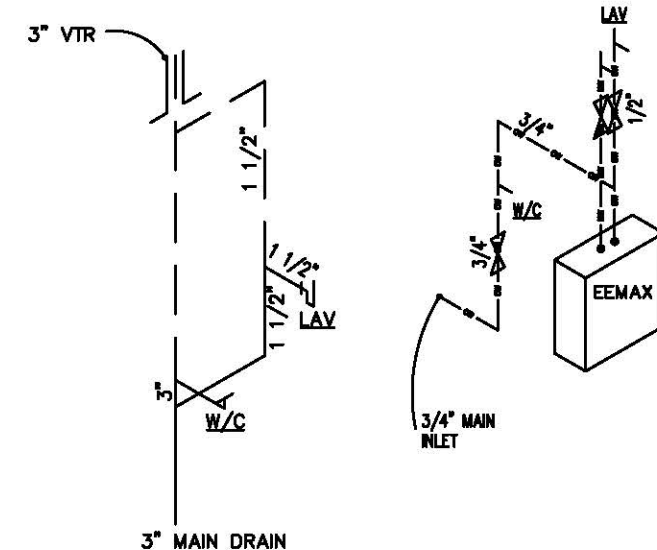 3" VTR
1 1/2"
1 1/2"
1 1/2"
LAV
3"
W/C
3" MAIN DRAIN
LAV
1/2"
3/4"
W/C
3/4"
EEMAX
3/4" MAIN
INLET